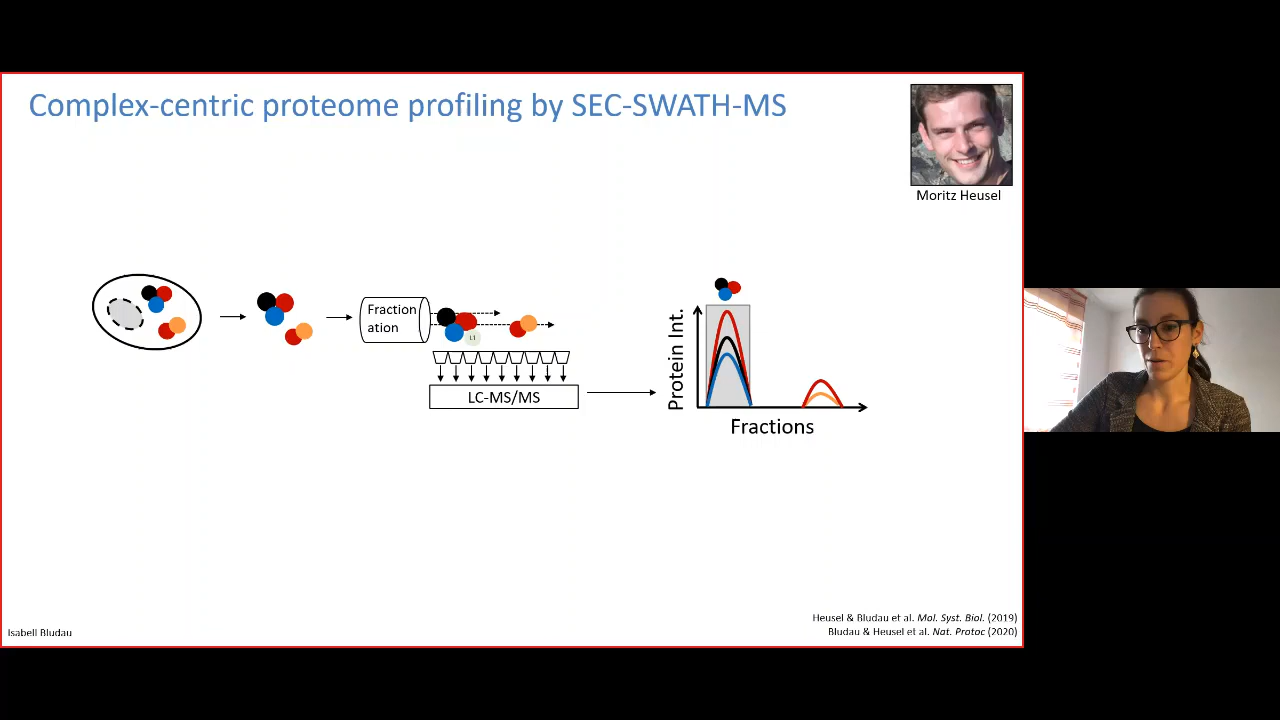 Complex-centric proteome profiling by SEC-SWATH-MS
Moritz Heusel
Fraction
ation
LC-MS/MS
Protein Int.
Fractions
Heusel & Bludau et al. Mol. Syst. Biol. (2019)
Bludau & Heusel et al. Nat. Protoc (2020)
Isabell Bludau